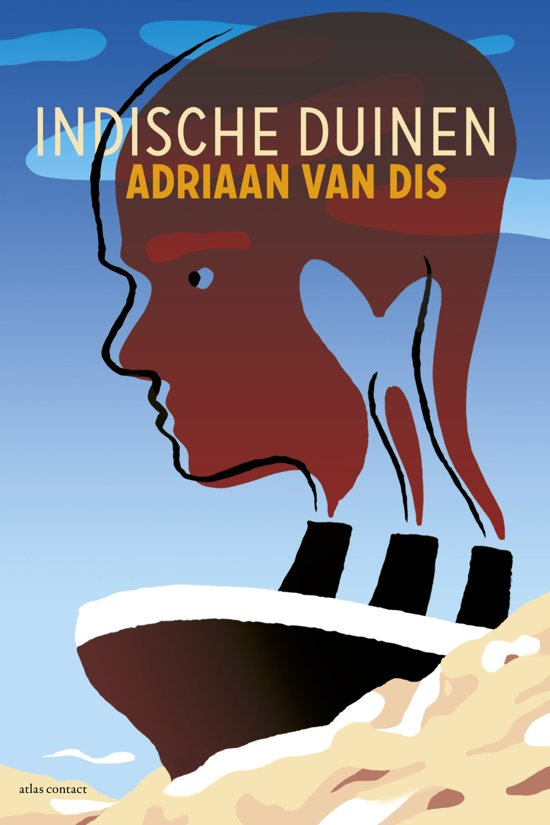 INDISCHE DUINEN
ADRIAAN VAN DIS
atlas contact